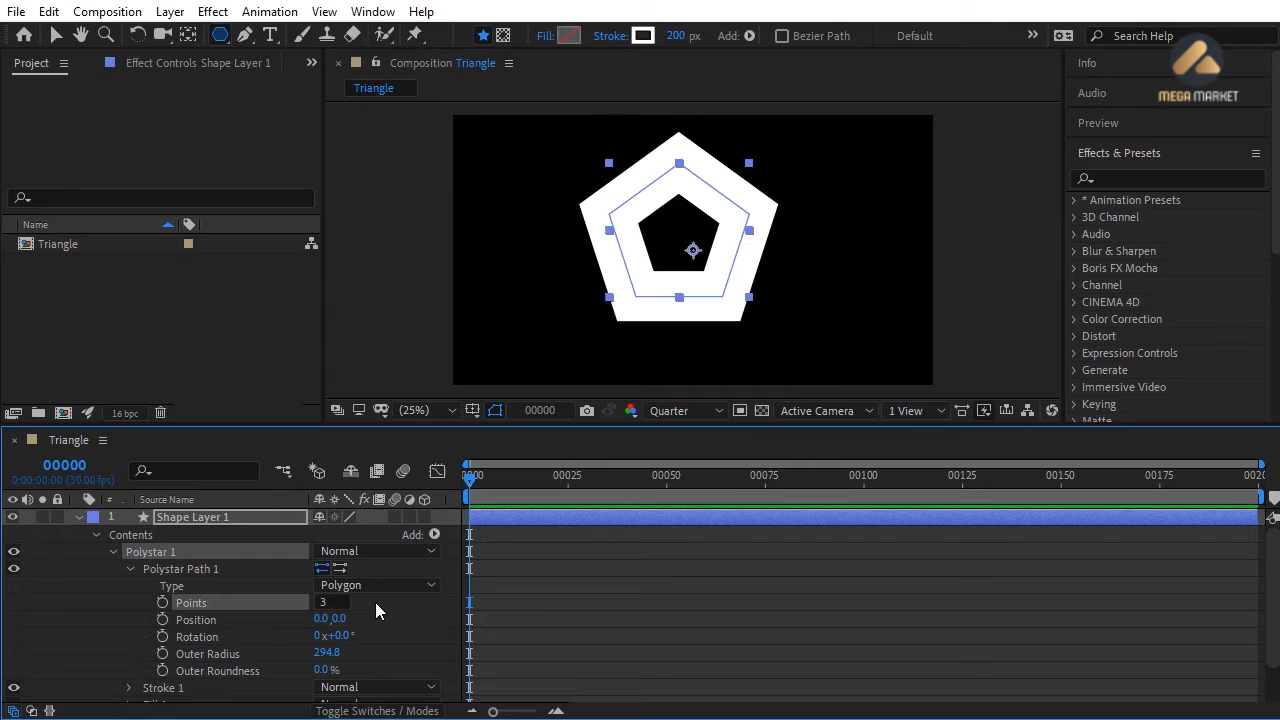 File Edit Composition Layer Effect Animation View Window Help
Fill: Stroke: 200 px Add: Bezier Path Default Search Help
Project Effect Controls Shape Layer 1 Composition Triangle Info
MEGA MARKET
Triangle Audio
Preview
Effects & Presets
* Animation Presets
3D Channel
Name Audio
Triangle Blur & Sharpen
Boris FX Mocha
Channel
CINEMA 4D
Color Correction
Distort
Expression Controls
Generate
Immersive Video
Keying
16 bpc (25%) 00000 Quarter Active Camera 1 View
Triangle
00000
0:00:00:00 (30.00 fps) 00025 00050 00075 00100 00125 00150 00175
# Source Name fx
1 Shape Layer 1
Contents Add:
Polystar 1 Normal
Polystar Path 1
Type Polygon
Points 3
Position 0.0,0.0
Rotation 0x+0.0°
Outer Radius 294.8
Outer Roundness 0.0 %
Stroke 1 Normal
Toggle Switches / Modes